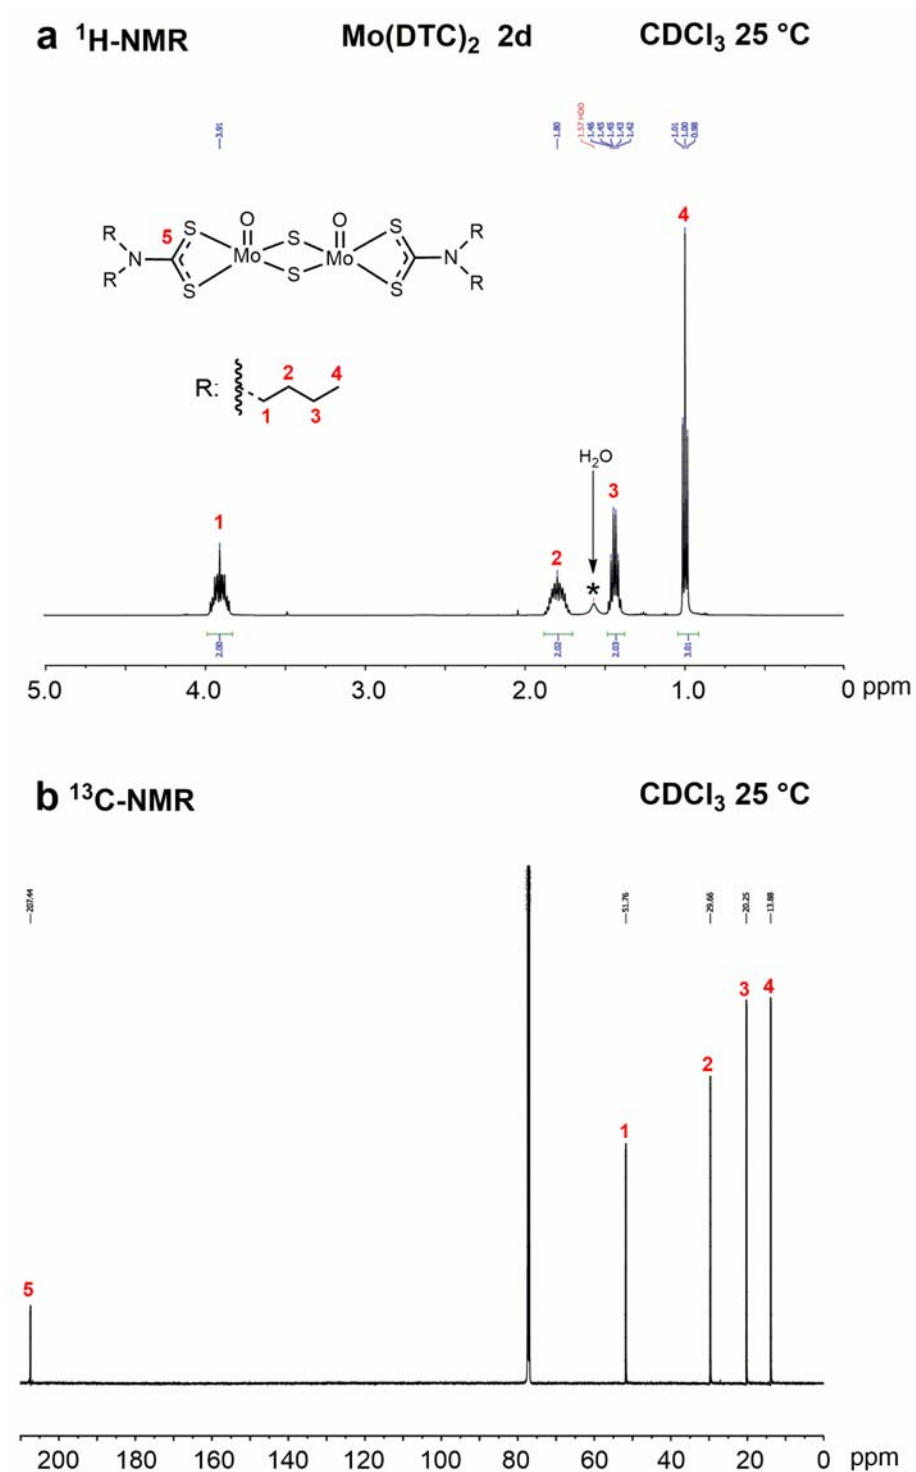 a ¹H-NMR Mo(DTC)₂ 2d CDCl₃ 25 °C
3.91 1.80 1.57 HDO 1.46 1.45 1.45 1.43 1.42 1.01 1.00 0.98
4
O O
R S S S R
5
N Mo Mo N
R S S S R
R: 2 4
1 3
H₂O
3
1
2
*
2.00 2.02 2.03 3.01
5.0 4.0 3.0 2.0 1.0 0 ppm
b ¹³C-NMR CDCl₃ 25 °C
207.44 51.76 29.66 20.25 13.88
3 4
2
1
5
200 180 160 140 120 100 80 60 40 20 0 ppm